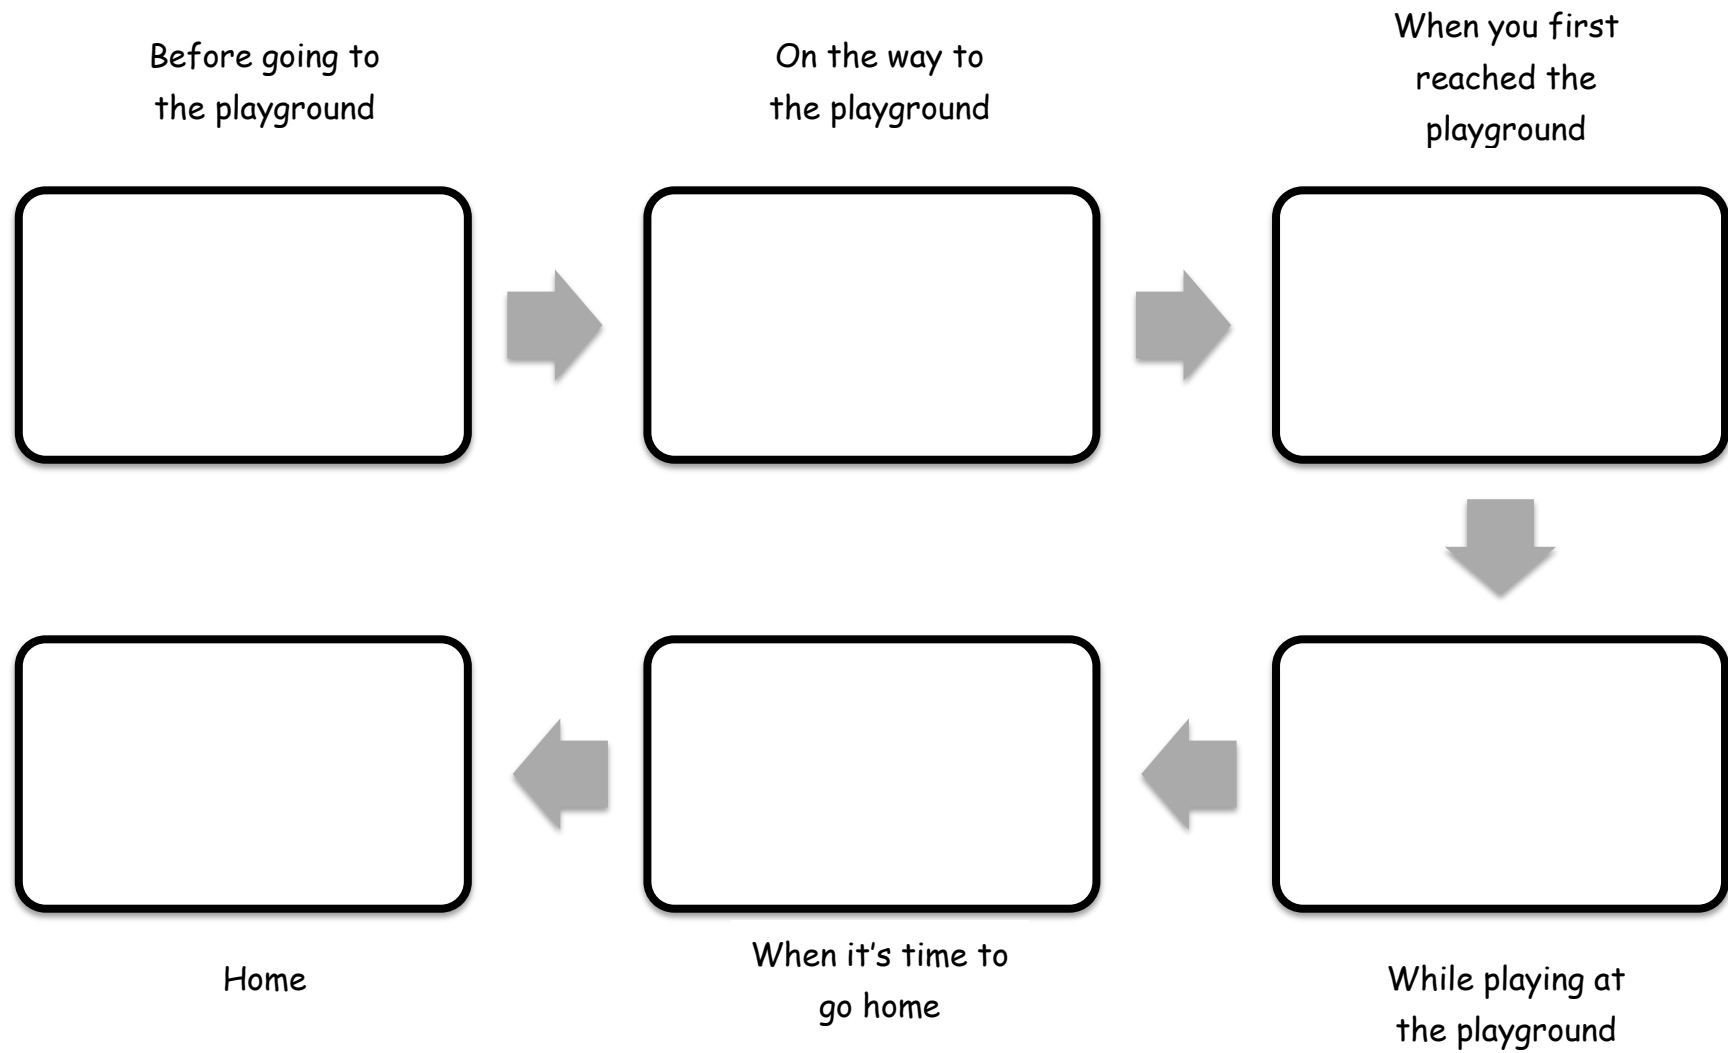 Before going to
the playground
On the way to
the playground
When you first
reached the
playground
Home
When it's time to
go home
While playing at
the playground